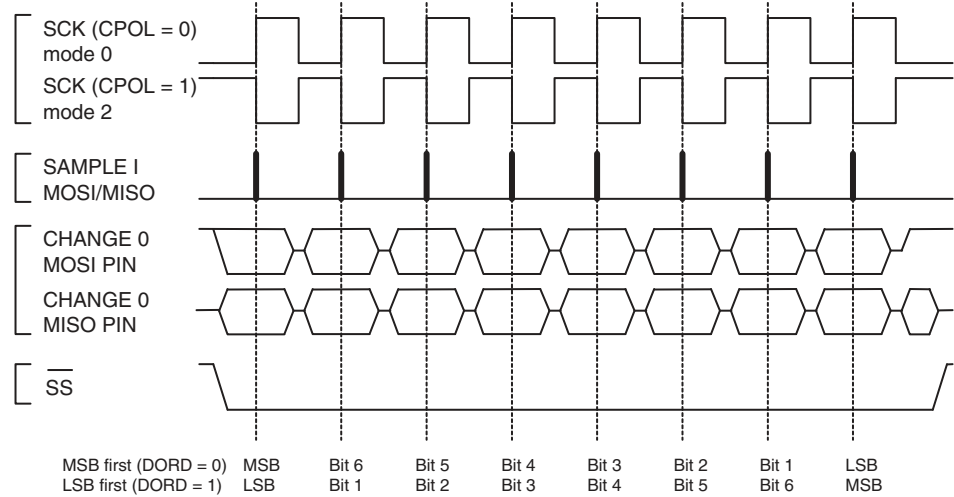 SCK (CPOL = 0)
mode 0
SCK (CPOL = 1)
mode 2
SAMPLE I
MOSI/MISO
CHANGE 0
MOSI PIN
CHANGE 0
MISO PIN
SS
MSB first (DORD = 0) MSB Bit 6 Bit 5 Bit 4 Bit 3 Bit 2 Bit 1 LSB
LSB first (DORD = 1) LSB Bit 1 Bit 2 Bit 3 Bit 4 Bit 5 Bit 6 MSB